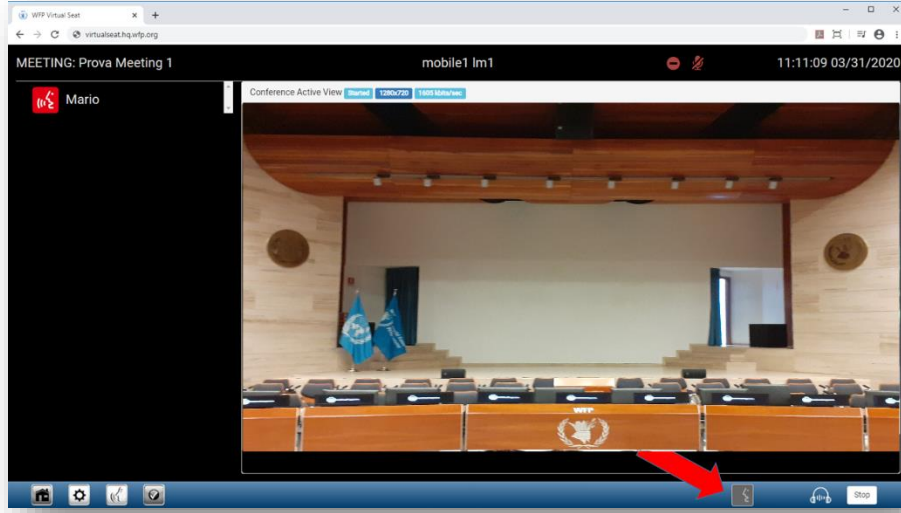 WFP Virtual Seat
virtualseat.hq.wfp.org
MEETING: Prova Meeting 1
mobile1 lm1
11:11:09 03/31/2020
Mario
Conference Active View Started 1280x720 1605 kbits/sec
WFP
Stop